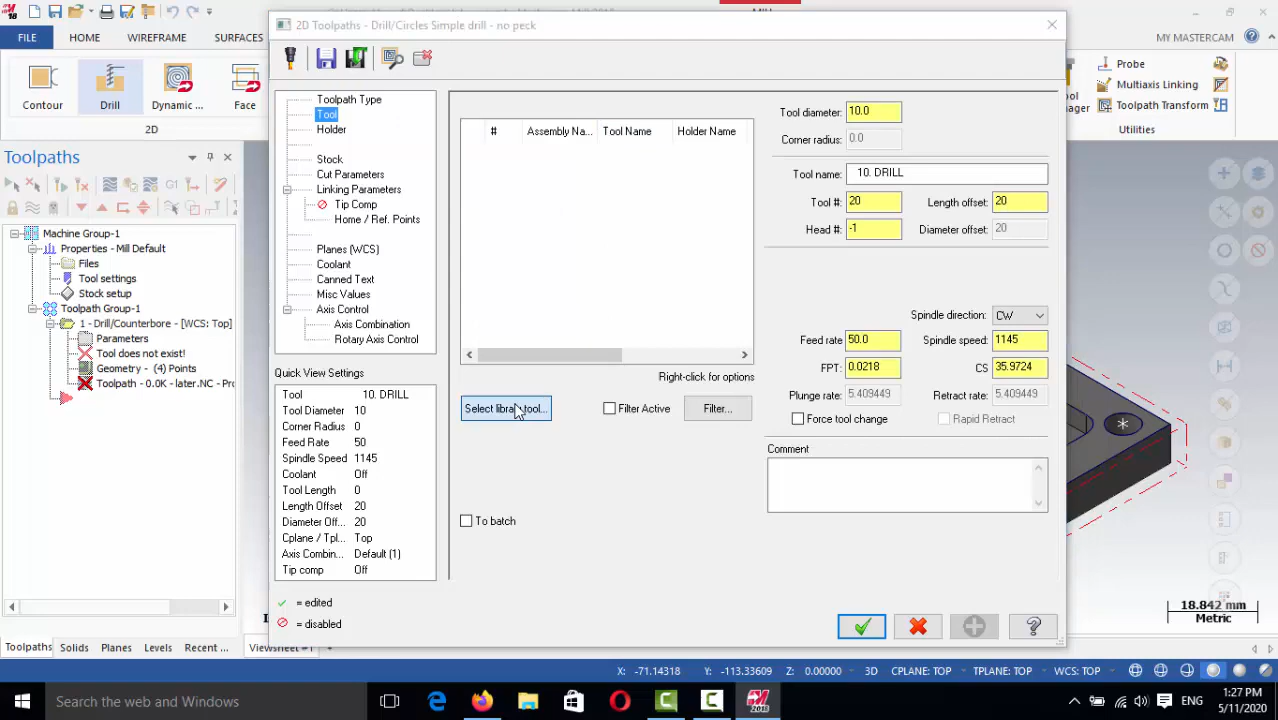 18
MILL
FILE
HOME
WIREFRAME
SURFACES
MY MASTERCAM
2D Toolpaths - Drill/Circles Simple drill - no peck
Contour
Drill
Dynamic ...
Face
2D
Probe
Multiaxis Linking
Toolpath Transform
Utilities
Toolpaths
G1
Machine Group-1
Properties - Mill Default
Files
Tool settings
Stock setup
Toolpath Group-1
1 - Drill/Counterbore - [WCS: Top]
Parameters
Tool does not exist!
Geometry - (4) Points
Toolpath - 0.0K - later.NC - Pro
Toolpath Type
Tool
Holder
Stock
Cut Parameters
Linking Parameters
Tip Comp
Home / Ref. Points
Planes (WCS)
Coolant
Canned Text
Misc Values
Axis Control
Axis Combination
Rotary Axis Control
Quick View Settings
Tool 10. DRILL
Tool Diameter 10
Corner Radius 0
Feed Rate 50
Spindle Speed 1145
Coolant Off
Tool Length 0
Length Offset 20
Diameter Off... 20
Cplane / Tpl... Top
Axis Combin... Default (1)
Tip comp Off
= edited
= disabled
# Assembly Na... Tool Name Holder Name
Right-click for options
Select library tool...
Filter Active
Filter...
To batch
Tool diameter: 10.0
Corner radius: 0.0
Tool name: 10. DRILL
Tool #: 20 Length offset: 20
Head #: -1 Diameter offset: 20
Spindle direction: CW
Feed rate: 50.0 Spindle speed: 1145
FPT: 0.0218 CS 35.9724
Plunge rate: 5.409449 Retract rate: 5.409449
Force tool change Rapid Retract
Comment
18.842 mm
Metric
Toolpaths Solids Planes Levels Recent ...
Viewsheet #1
X: -71.14318 Y: -113.33609 Z: 0.00000 3D CPLANE: TOP TPLANE: TOP WCS: TOP
Search the web and Windows
2018
ENG
1:27 PM
5/11/2020